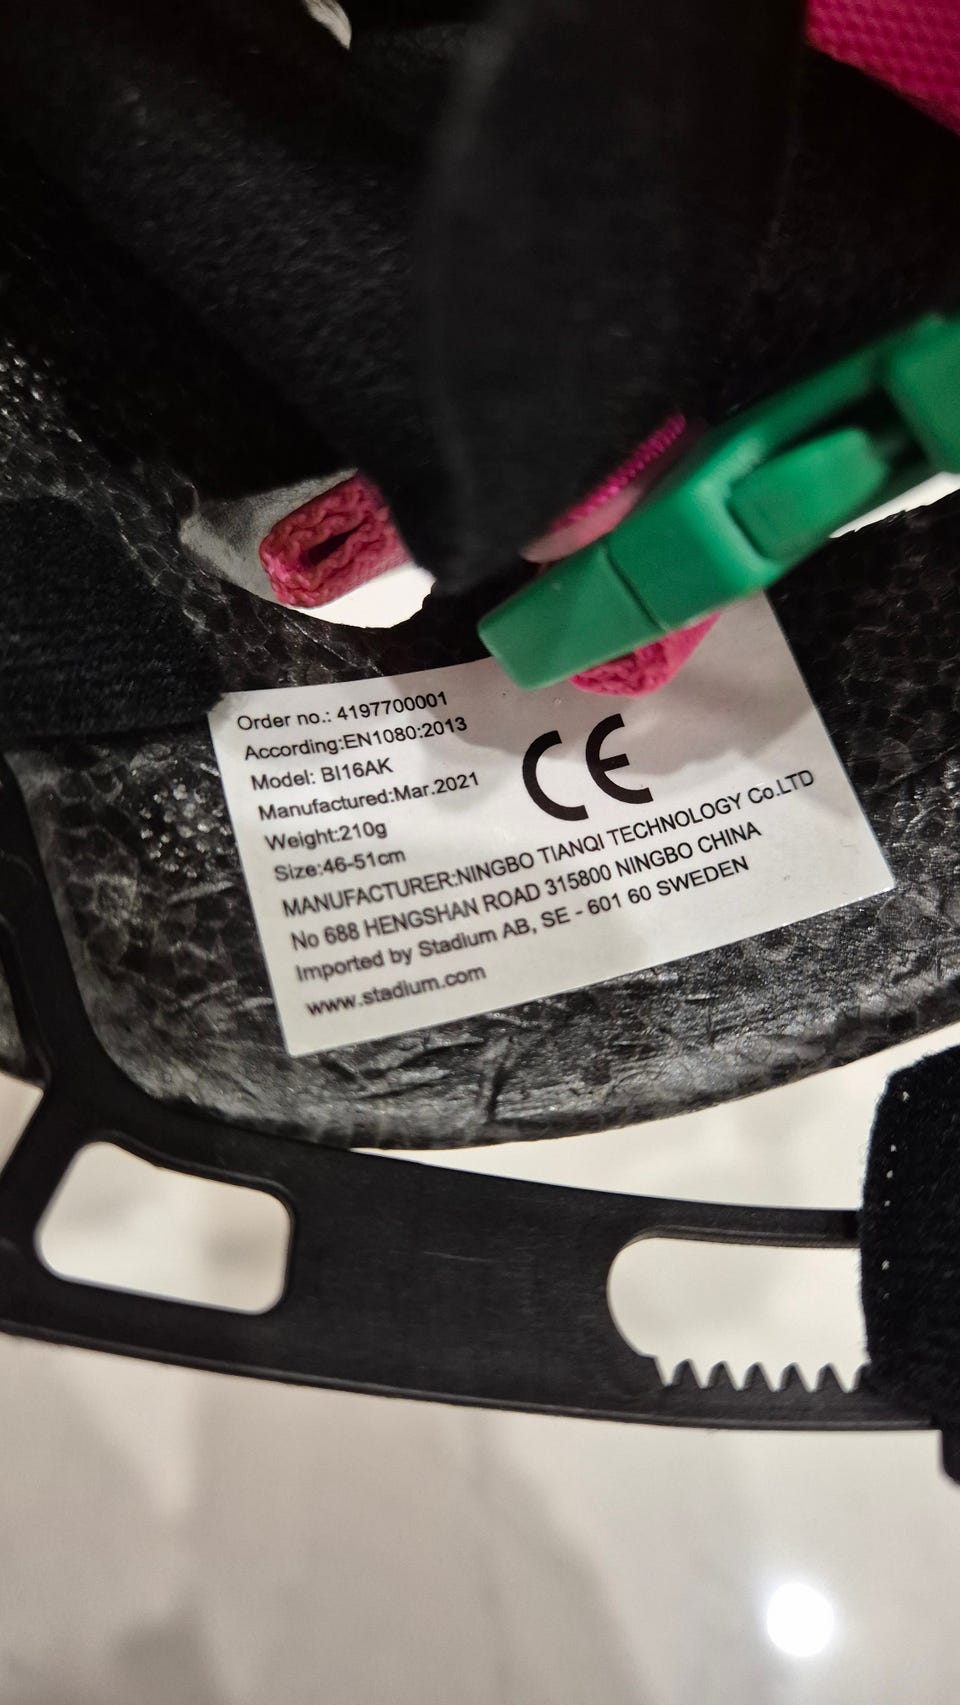 Order no.: 4197700001
According:EN1080:2013
Model: BI16AK
Manufactured:Mar.2021
Weight:210g
Size:46-51cm
CE
MANUFACTURER:NINGBO TIANQI TECHNOLOGY Co.LTD
No 688 HENGSHAN ROAD 315800 NINGBO CHINA
Imported by Stadium AB, SE - 601 60 SWEDEN
www.stadium.com